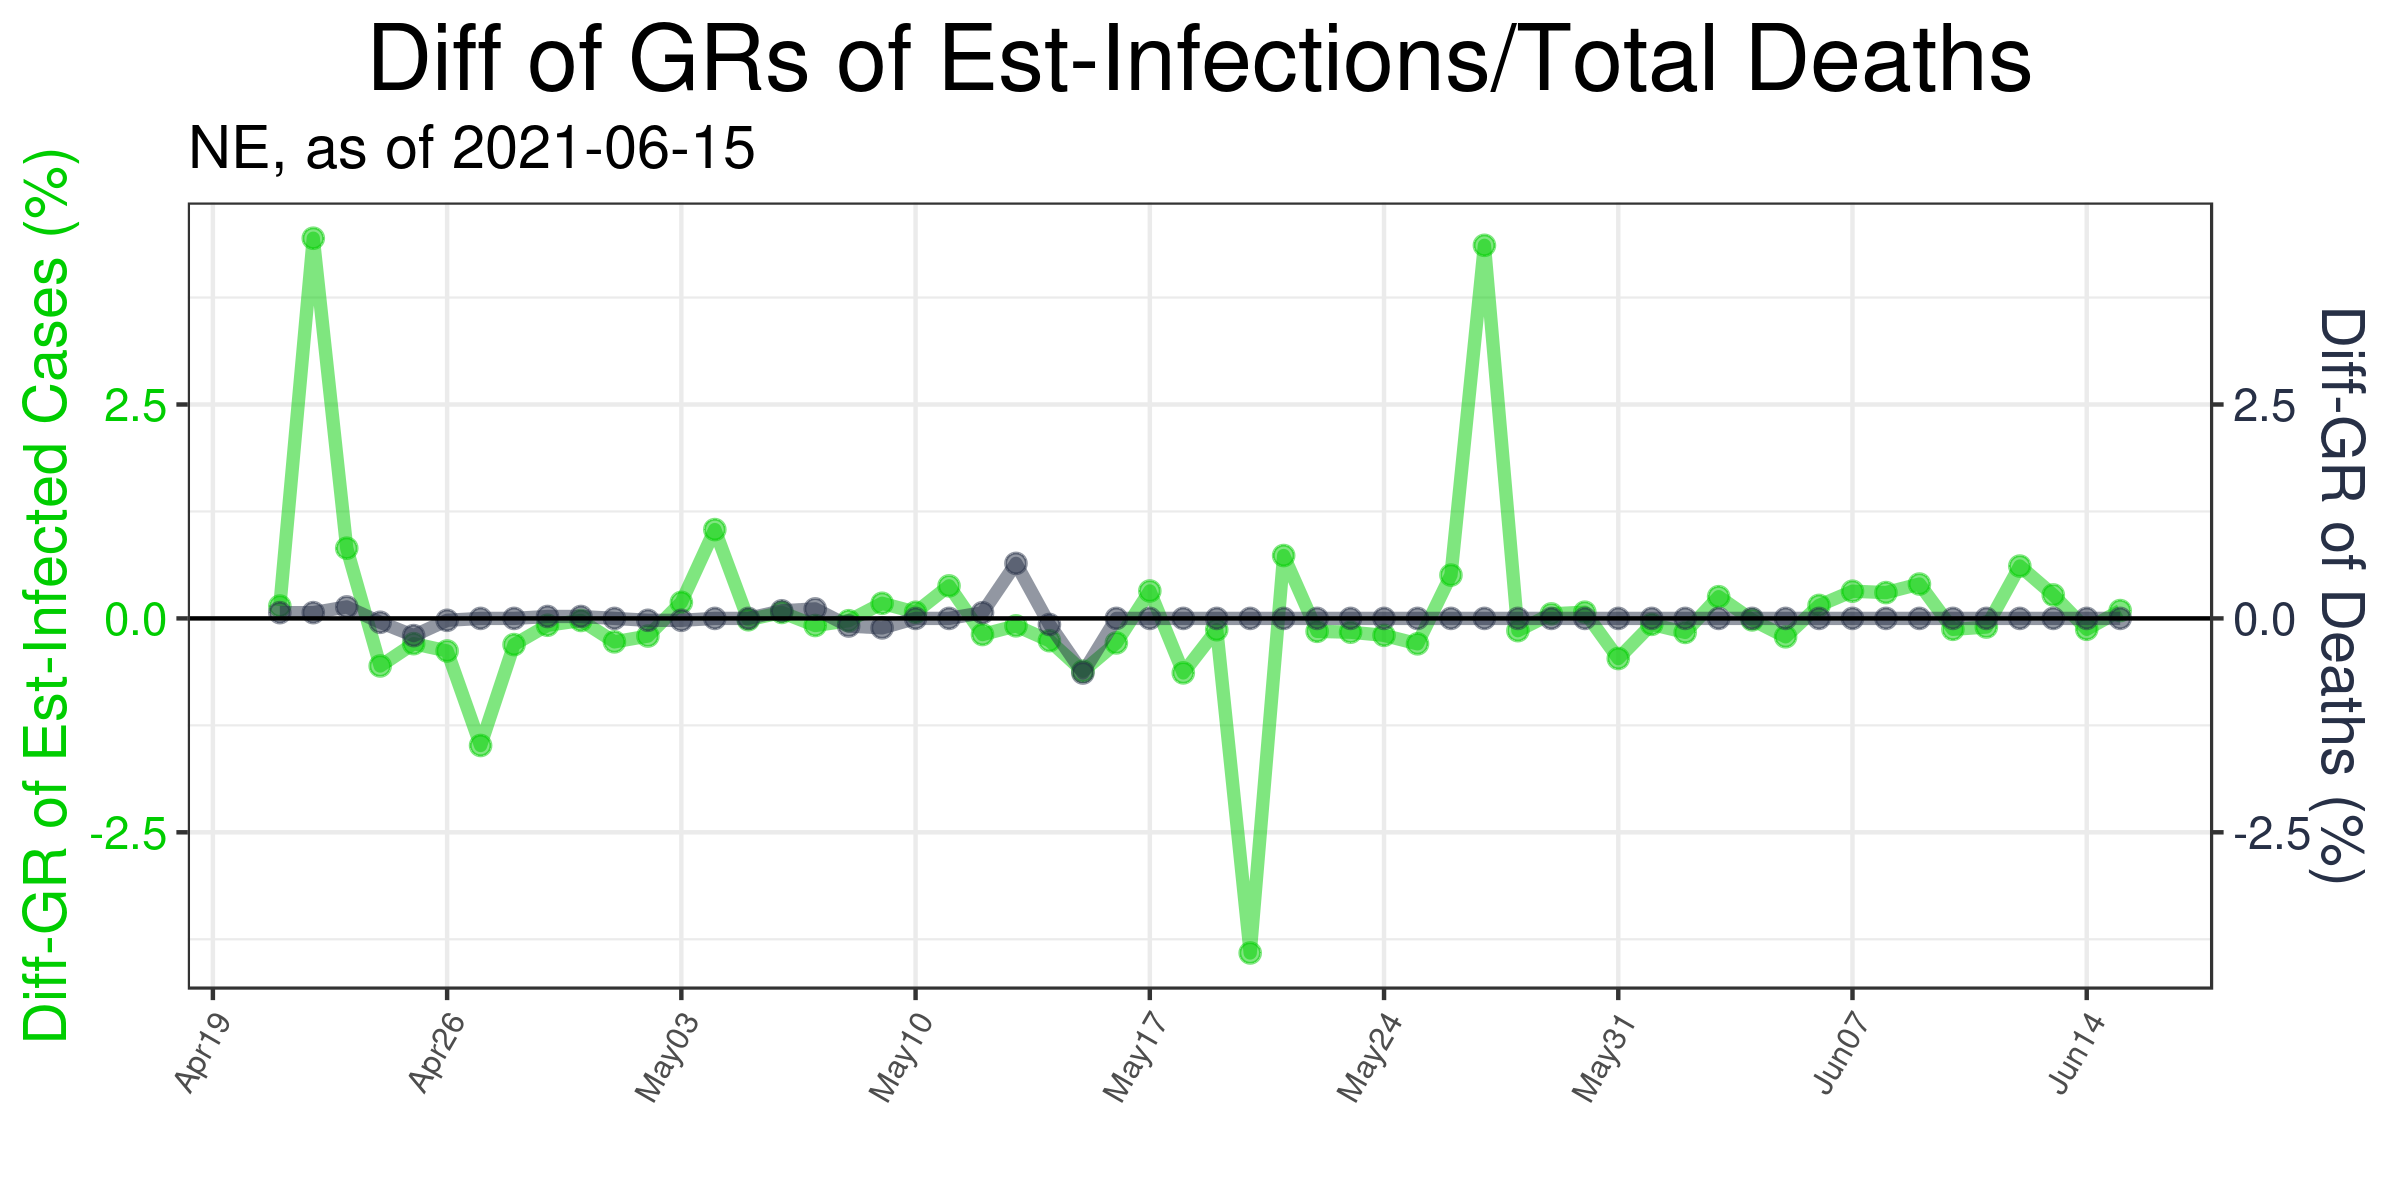 Diff of GRs of Est-Infections/Total Deaths
NE, as of 2021-06-15
Diff-GR of Est-Infected Cases (%)
2.5
0.0
-2.5
2.5
0.0
-2.5
Diff-GR of Deaths (%)
Apr19
Apr26
May03
May10
May17
May24
May31
Jun07
Jun14